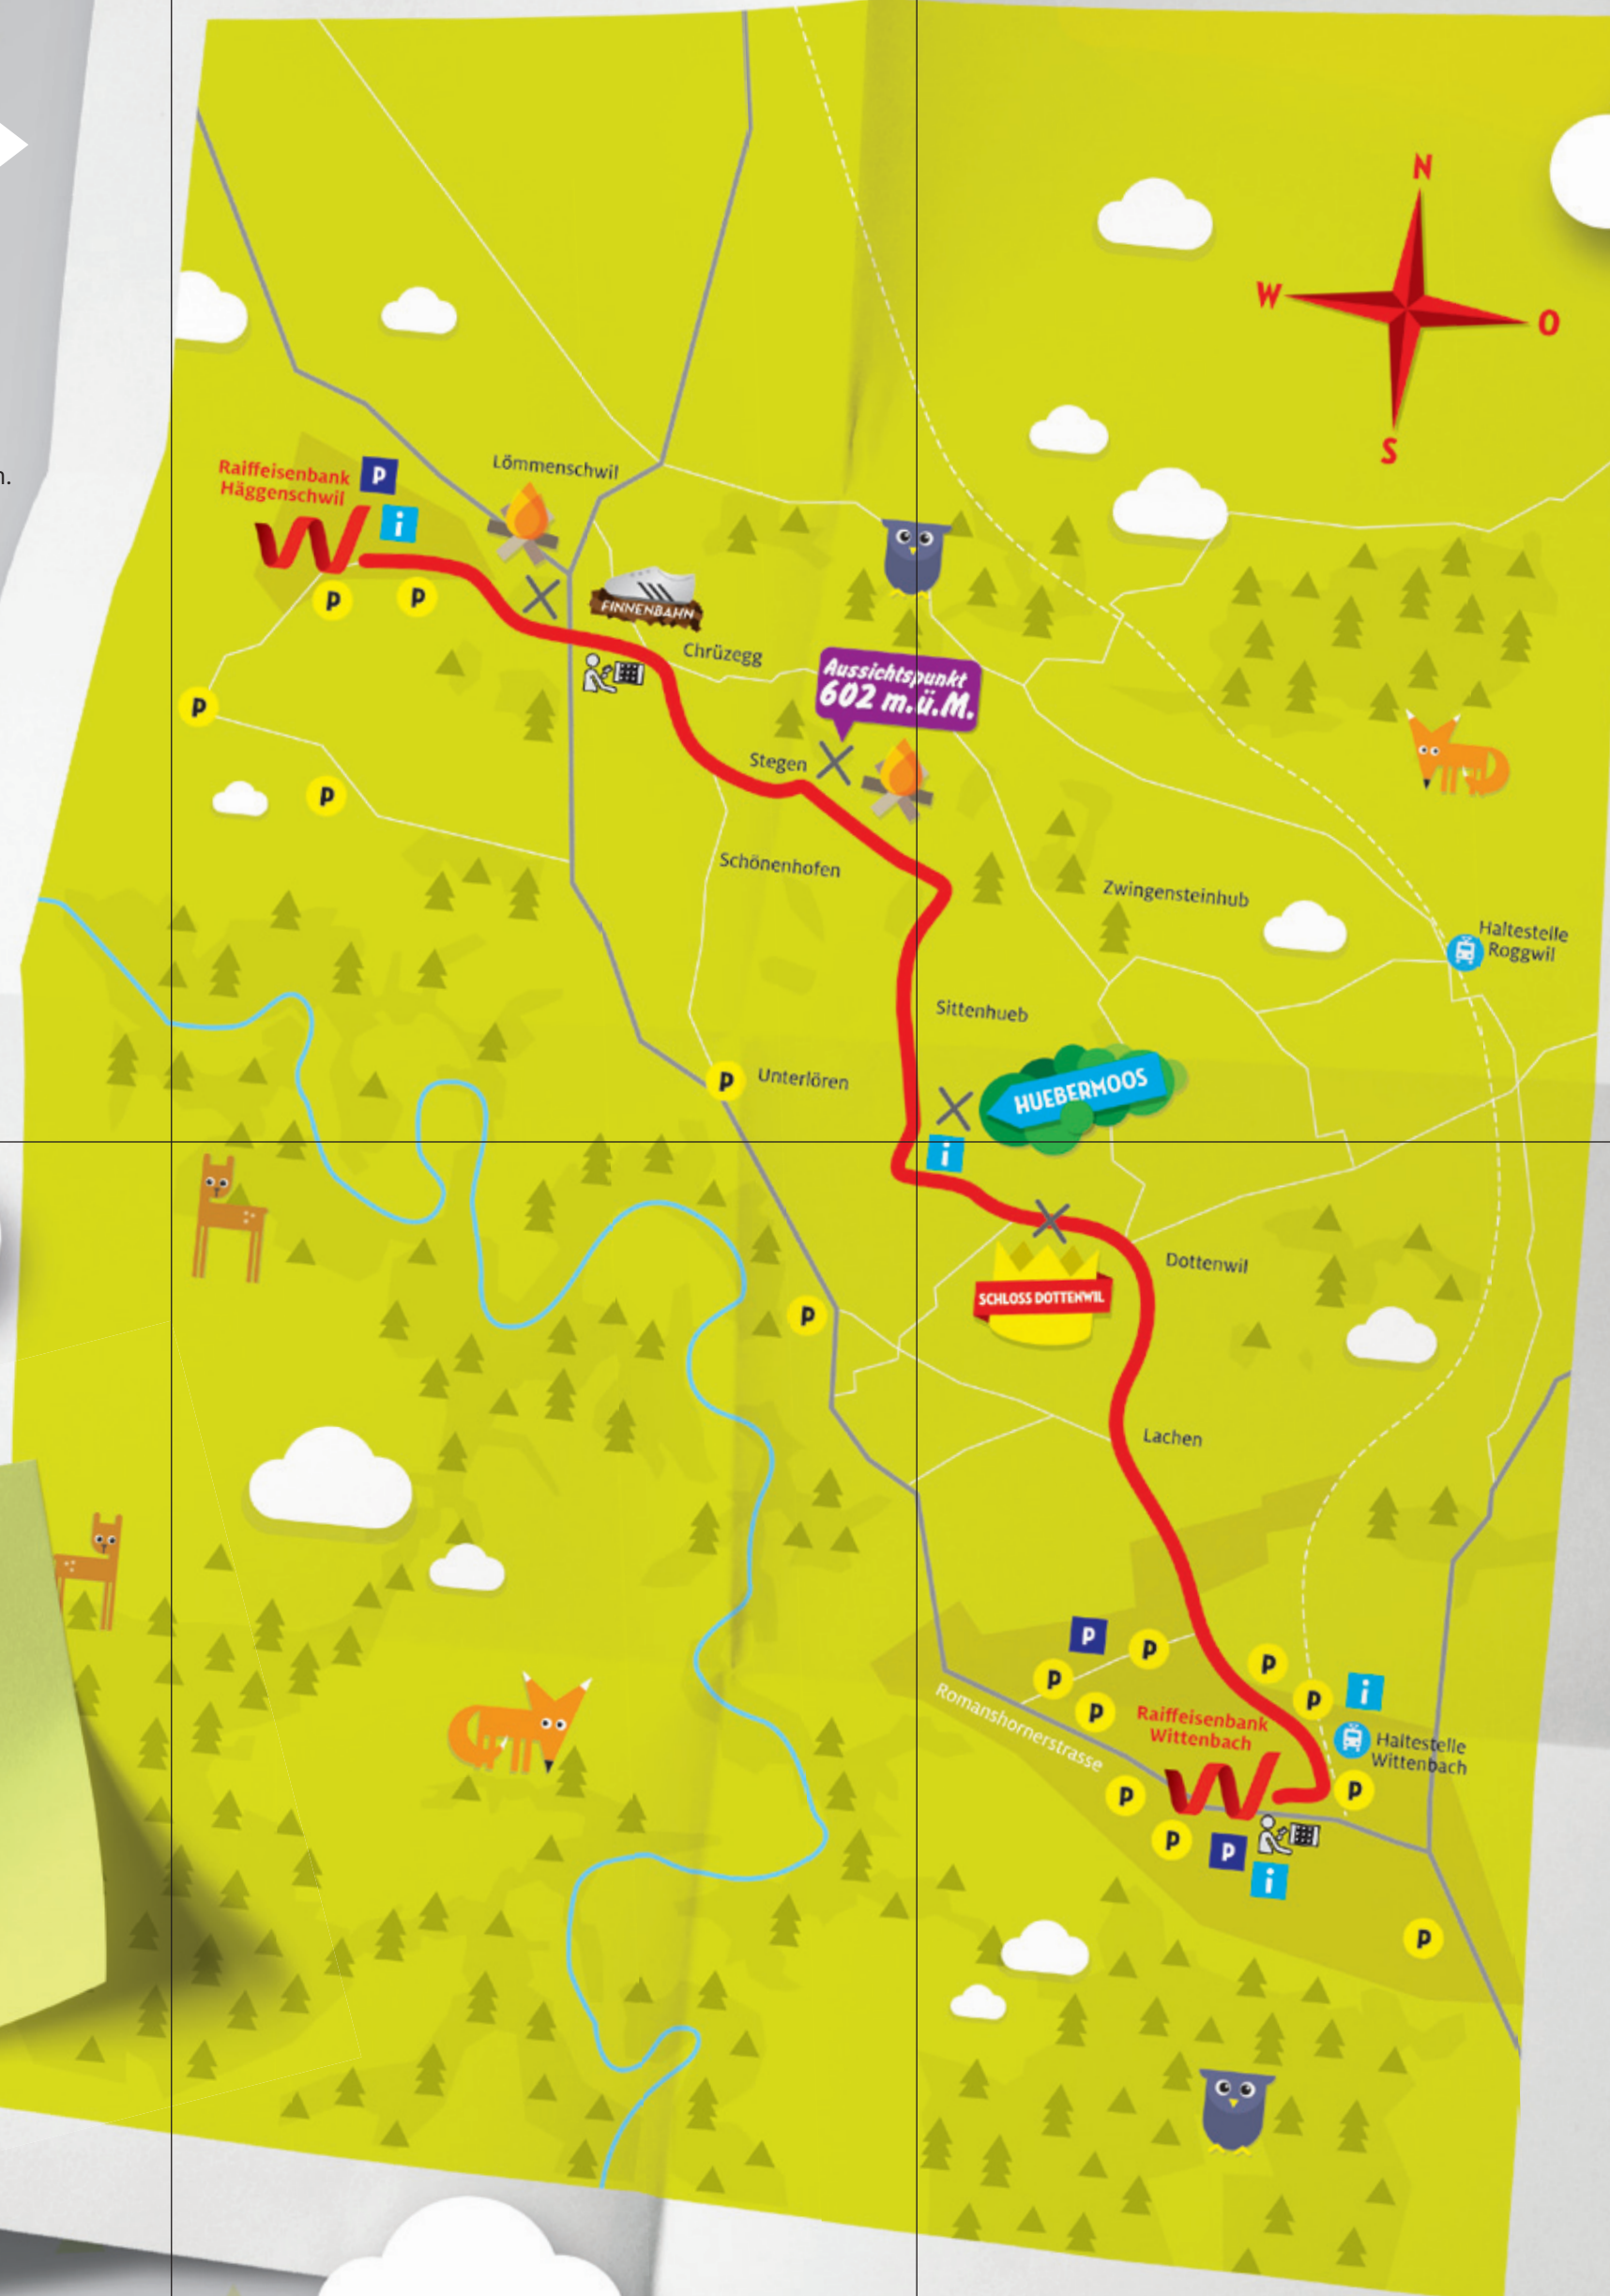 n.
N
W
O
S
Raiffeisenbank
Häggenschwil
P
i
Lömmenschwil
P
P
FINNENBAHN
Chrüzegg
Aussichtspunkt
602 m.ü.M.
P
Stegen
P
Schönenhofen
Zwingensteinhub
Haltestelle
Roggwil
Sittenhueb
P
Unterlören
HUEBERMOOS
i
Dottenwil
SCHLOSS DOTTENWIL
P
Lachen
P
P
P
P
P
P
i
Romanshornerstrasse
Raiffeisenbank
Wittenbach
Haltestelle
Wittenbach
P
P
P
P
i
P